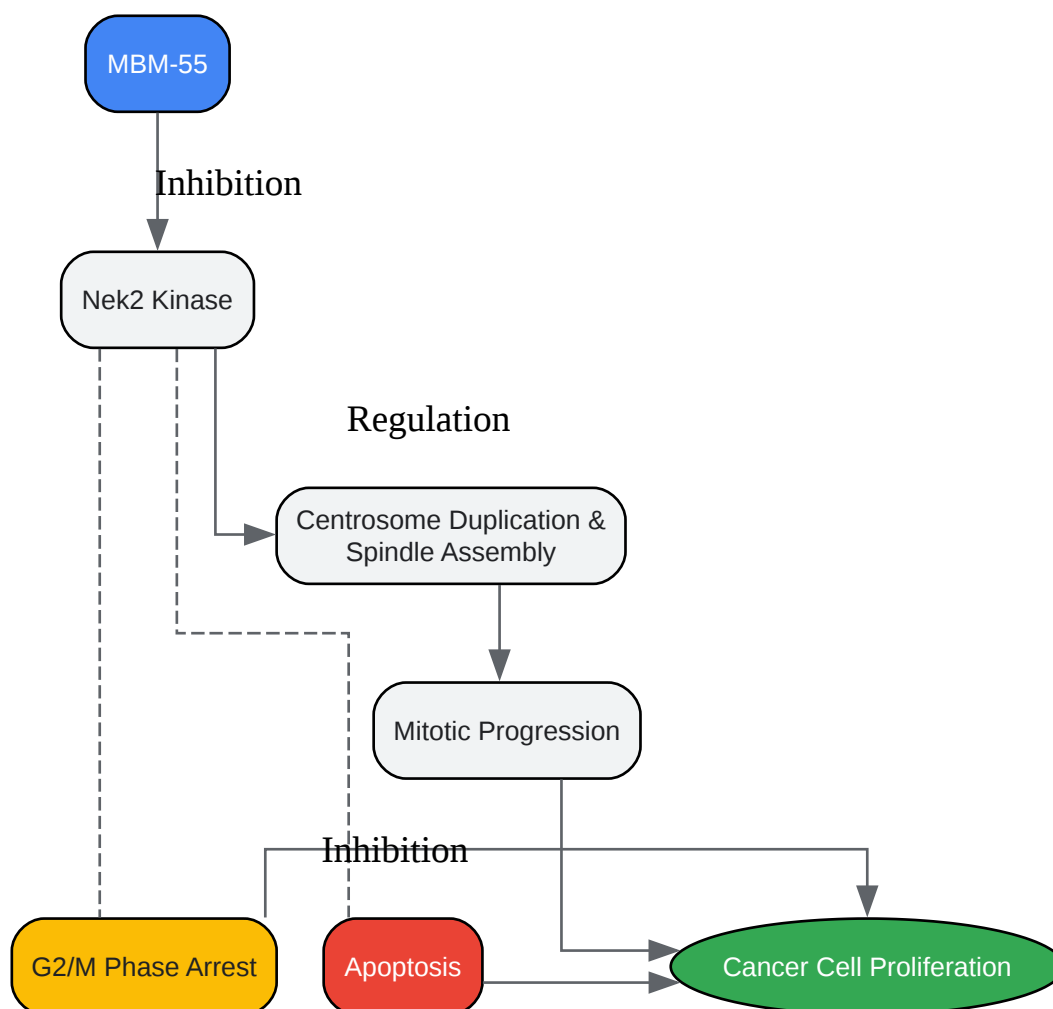 MBM-55
Inhibition
Nek2 Kinase
Regulation
Centrosome Duplication &
Spindle Assembly
Mitotic Progression
Inhibition
G2/M Phase Arrest
Apoptosis
Cancer Cell Proliferation